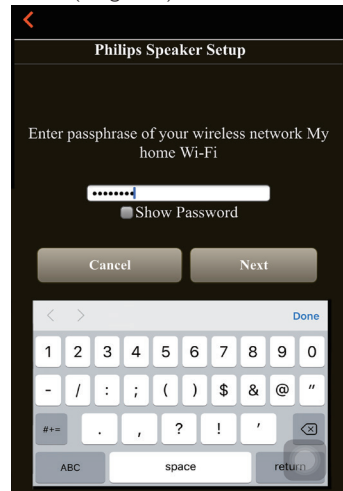 Philips Speaker Setup
Enter passphrase of your wireless network My
home Wi-Fi
Show Password
Cancel Next
Done
1 2 3 4 5 6 7 8 9 0
- / : ; ( ) $ & @ "
#+= . , ? ! '
ABC space return